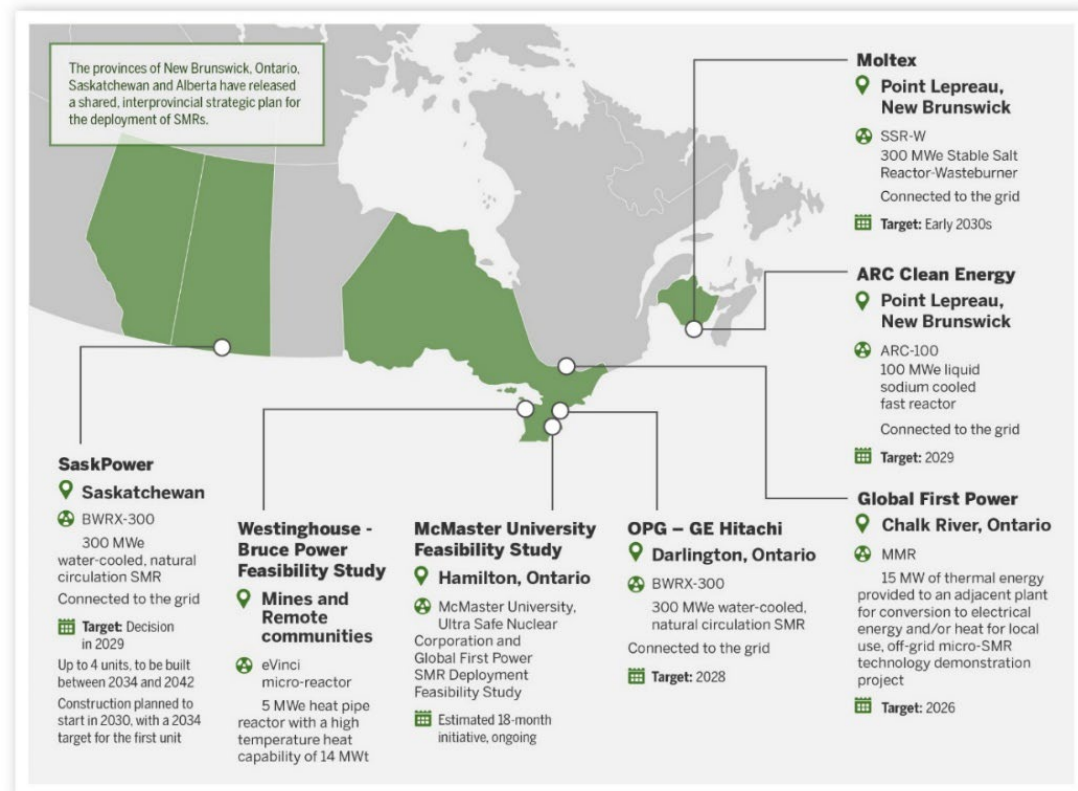 The provinces of New Brunswick, Ontario,
Saskatchewan and Alberta have released
a shared, interprovincial strategic plan for
the deployment of SMRs.
Moltex
Point Lepreau,
New Brunswick
SSR-W
300 MWe Stable Salt
Reactor-Wasteburner
Connected to the grid
Target: Early 2030s
ARC Clean Energy
Point Lepreau,
New Brunswick
ARC-100
100 MWe liquid
sodium cooled
fast reactor
Connected to the grid
Target: 2029
SaskPower
Saskatchewan
BWRX-300
300 MWe
water-cooled, natural
circulation SMR
Connected to the grid
Target: Decision
in 2029
Up to 4 units, to be built
between 2034 and 2042
Construction planned to
start in 2030, with a 2034
target for the first unit
Westinghouse -
Bruce Power
Feasibility Study
Mines and
Remote
communities
eVinci
micro-reactor
5 MWe heat pipe
reactor with a high
temperature heat
capability of 14 MWt
McMaster University
Feasibility Study
Hamilton, Ontario
McMaster University,
Ultra Safe Nuclear
Corporation and
Global First Power
SMR Deployment
Feasibility Study
Estimated 18-month
initiative, ongoing
OPG – GE Hitachi
Darlington, Ontario
BWRX-300
300 MWe water-cooled,
natural circulation SMR
Connected to the grid
Target: 2028
Global First Power
Chalk River, Ontario
MMR
15 MW of thermal energy
provided to an adjacent plant
for conversion to electrical
energy and/or heat for local
use, off-grid micro-SMR
technology demonstration
project
Target: 2026